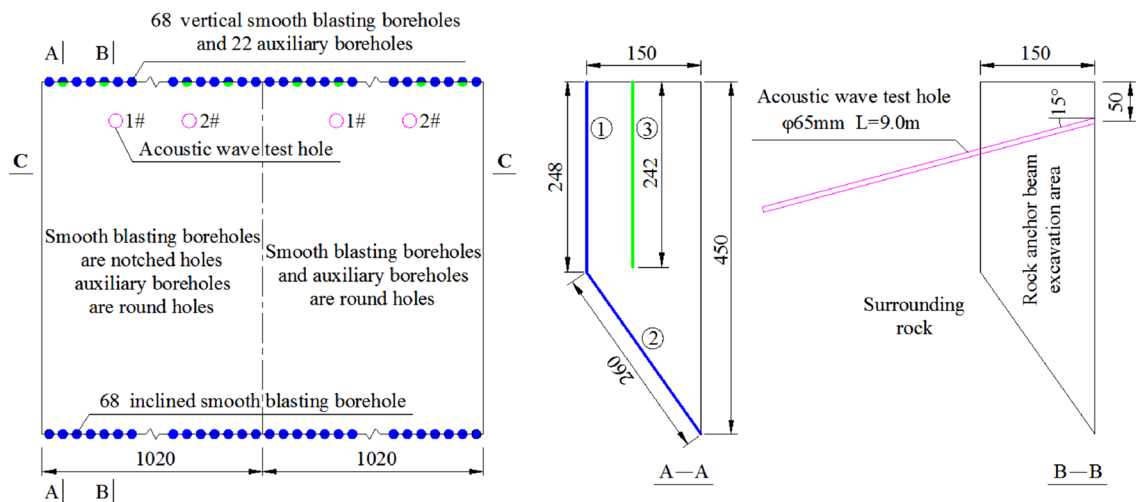 68 vertical smooth blasting boreholes
and 22 auxiliary boreholes
A
B
1#
2#
1#
2#
Acoustic wave test hole
C
C
Smooth blasting boreholes
are notched holes
auxiliary boreholes
are round holes
Smooth blasting boreholes
and auxiliary boreholes
are round holes
68 inclined smooth blasting borehole
1020
1020
A
B
150
①
③
248
242
450
②
260
A—A
150
50
15°
Acoustic wave test hole
φ65mm L=9.0m
Rock anchor beam
excavation area
Surrounding
rock
B—B